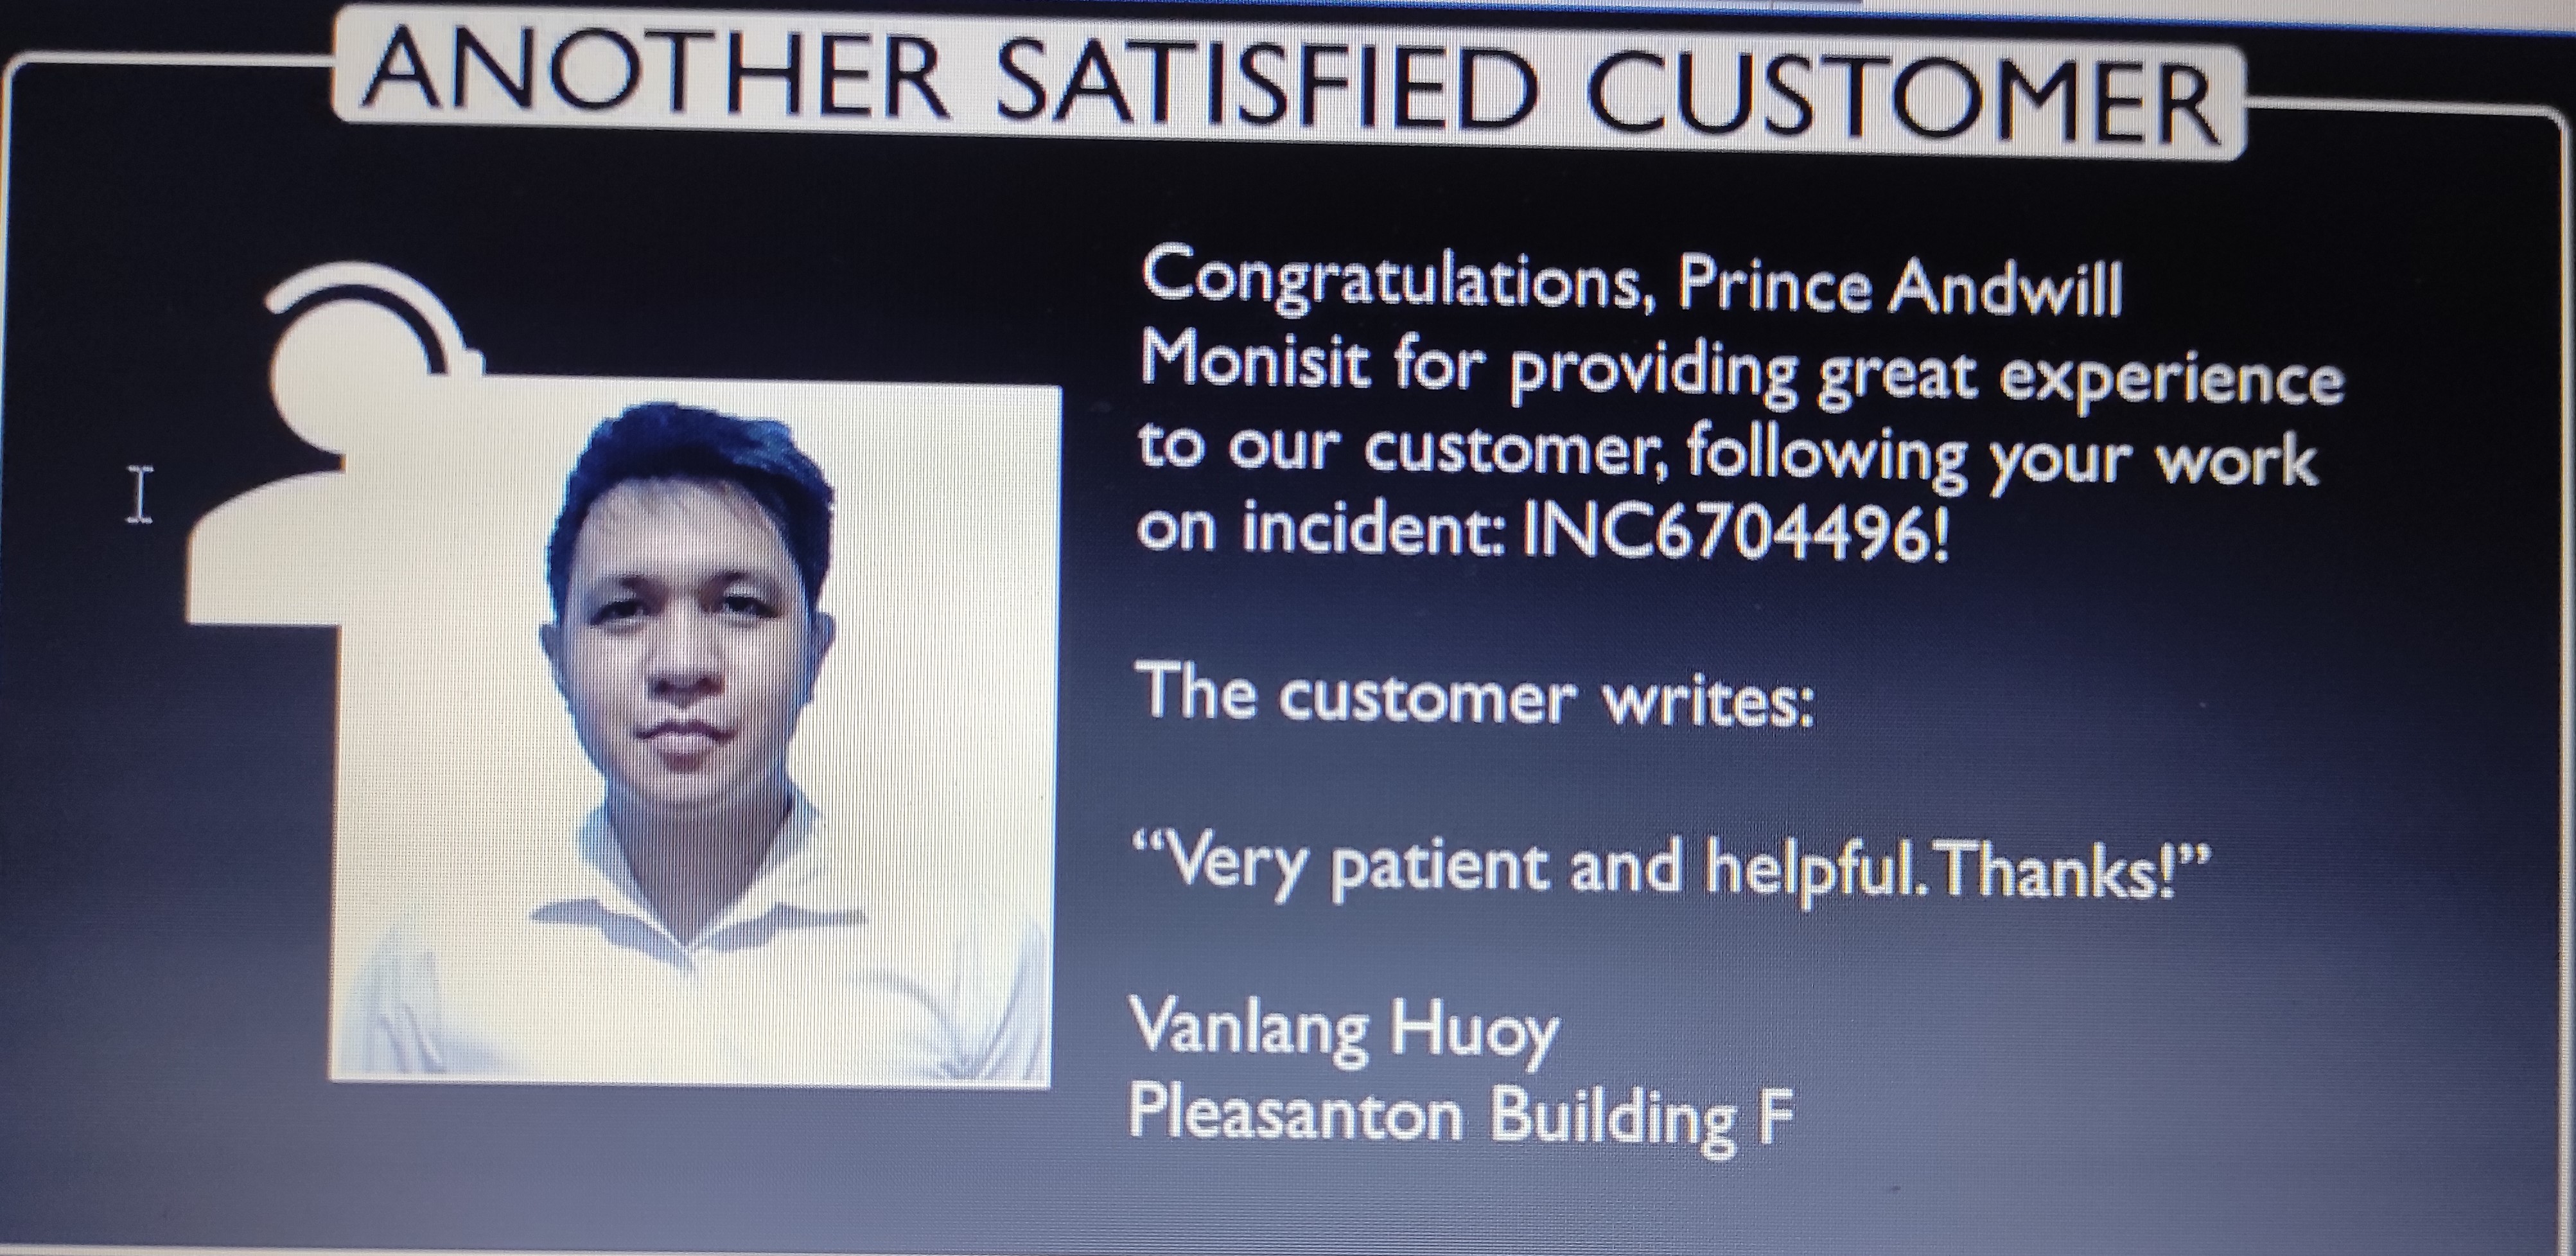 ANOTHER SATISFIED CUSTOMER
Congratulations, Prince Andwill
Monisit for providing great experience
to our customer, following your work
on incident: INC6704496!
The customer writes:
“Very patient and helpful. Thanks!”
Vanlang Huoy
Pleasanton Building F